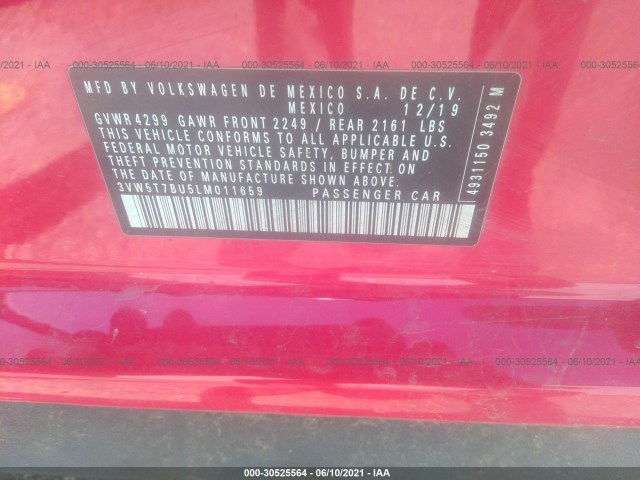 000-30525564 - 06/10/2021 - IAA
MFD BY VOLKSWAGEN DE MEXICO S.A. DE C.V.
MEXICO 12/19
GVWR 4299 GAWR FRONT 2249 / REAR 2161 LBS
THIS VEHICLE CONFORMS TO ALL APPLICABLE U.S.
FEDERAL MOTOR VEHICLE SAFETY, BUMPER AND
THEFT PREVENTION STANDARDS IN EFFECT ON
THE DATE OF MANUFACTURE SHOWN ABOVE
3VW5T7BU5LM011659 PASSENGER CAR
4931150 3492 M
000-30525564 - 06/10/2021 - IAA
000-30525564 - 06/10/2021 - IAA